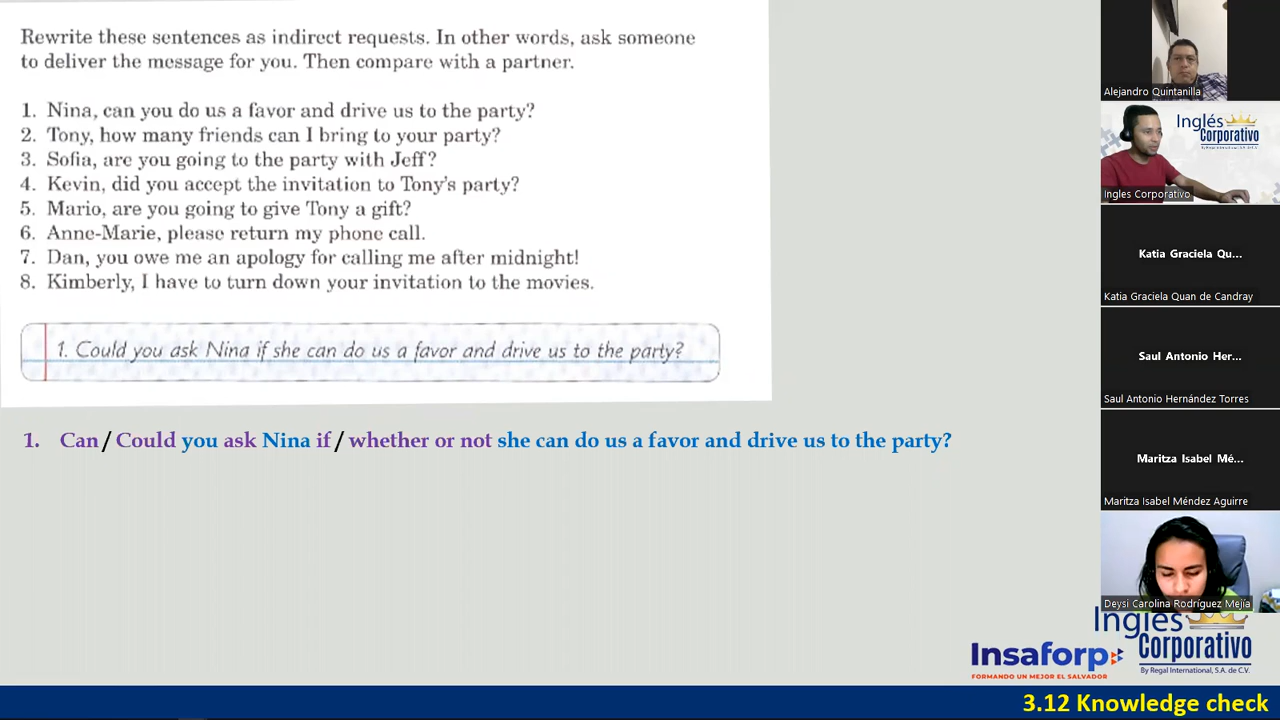 Rewrite these sentences as indirect requests. In other words, ask someone
to deliver the message for you. Then compare with a partner.
1. Nina, can you do us a favor and drive us to the party?
2. Tony, how many friends can I bring to your party?
3. Sofia, are you going to the party with Jeff?
4. Kevin, did you accept the invitation to Tony's party?
5. Mario, are you going to give Tony a gift?
6. Anne-Marie, please return my phone call.
7. Dan, you owe me an apology for calling me after midnight!
8. Kimberly, I have to turn down your invitation to the movies.
1. Could you ask Nina if she can do us a favor and drive us to the party?
1. Can / Could you ask Nina if / whether or not she can do us a favor and drive us to the party?
Alejandro Quintanilla
Inglés
Corporativo
By Regal International, S.A. de C.V.
Ingles Corporativo
Katia Graciela Qu...
Katia Graciela Quan de Candray
Saul Antonio Her...
Saul Antonio Hernández Torres
Maritza Isabel Mé...
Maritza Isabel Méndez Aguirre
Deysi Carolina Rodríguez Mejía
Inglés
Corporativo
By Regal International, S.A. de C.V.
Insaforp
FORMANDO UN MEJOR EL SALVADOR
3.12 Knowledge check